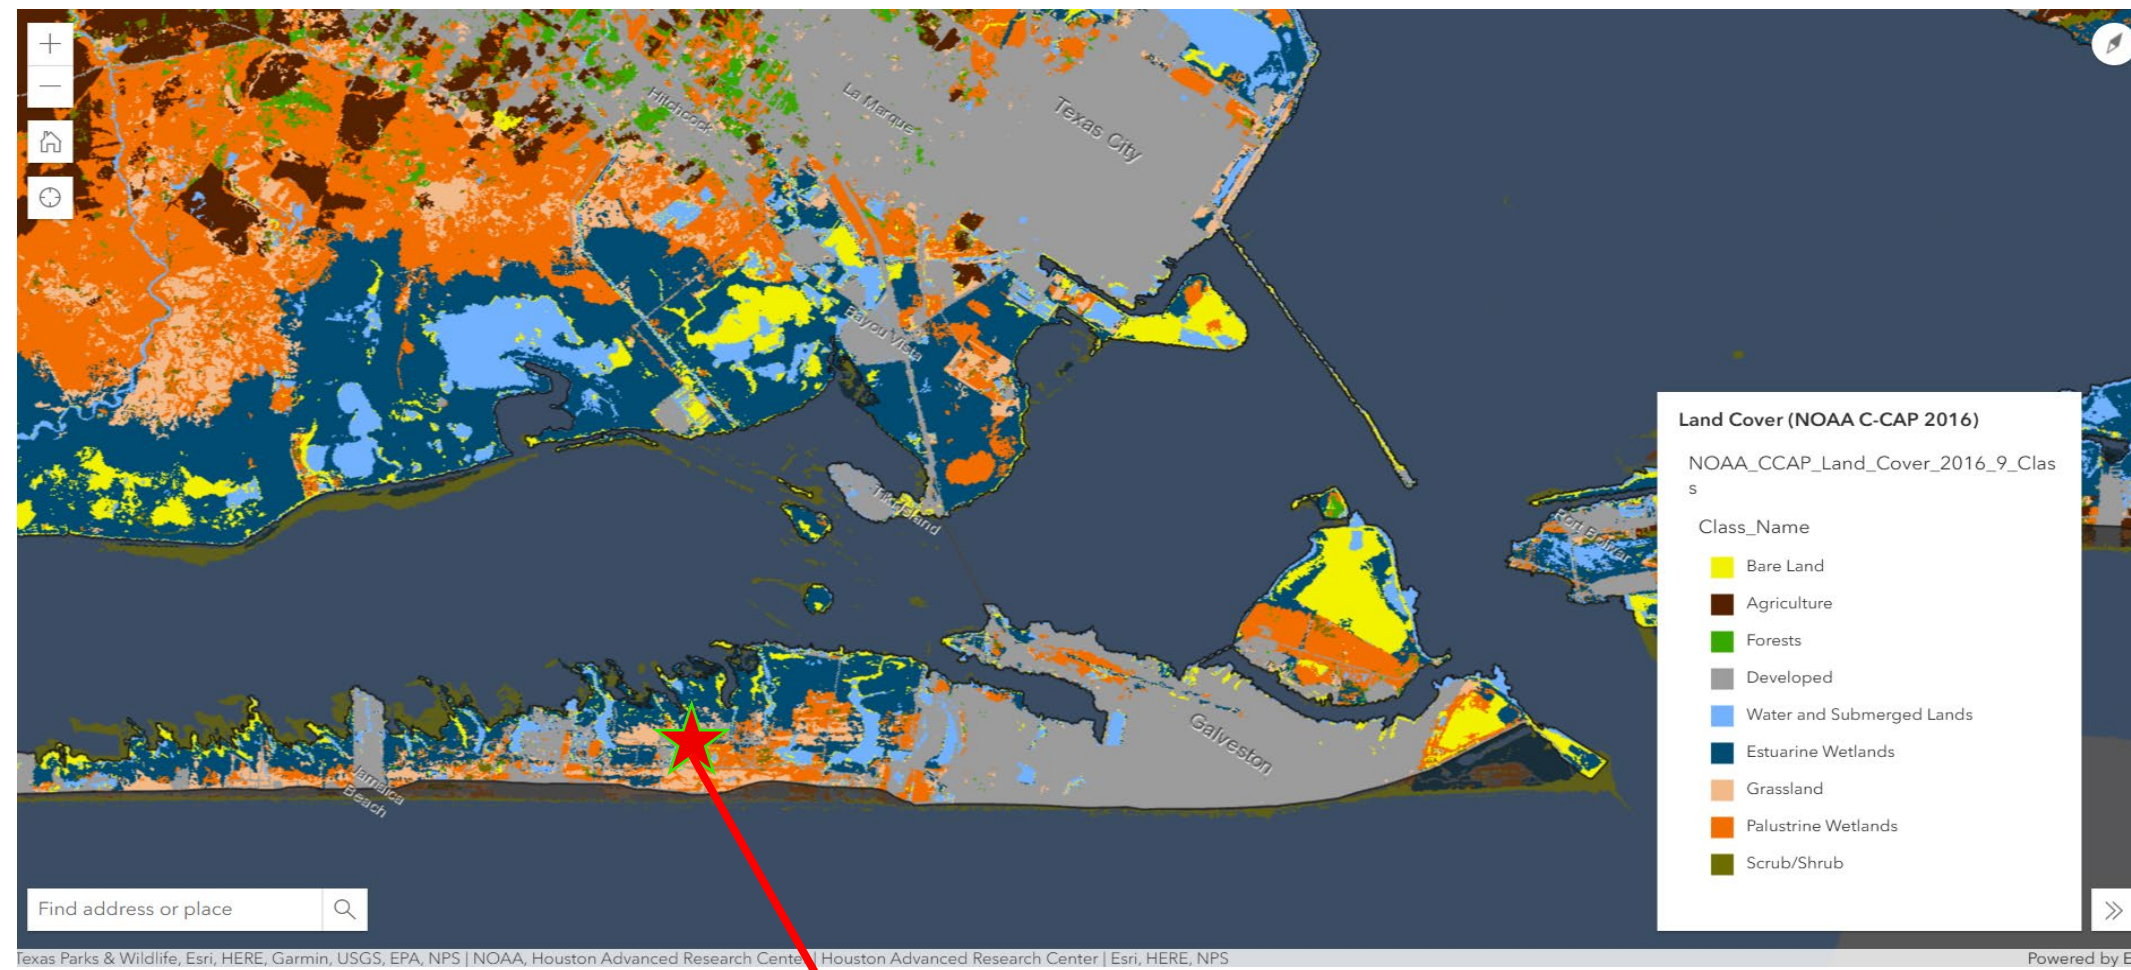 Hitchcock
La Marque
Texas City
Bayou Vista
Tiki Island
Port Bolivar
Galveston
Jamaica
Beach
Land Cover (NOAA C-CAP 2016)
NOAA_CCAP_Land_Cover_2016_9_Clas
s
Class_Name
Bare Land
Agriculture
Forests
Developed
Water and Submerged Lands
Estuarine Wetlands
Grassland
Palustrine Wetlands
Scrub/Shrub
Find address or place
Texas Parks & Wildlife, Esri, HERE, Garmin, USGS, EPA, NPS | NOAA, Houston Advanced Research Center | Houston Advanced Research Center | Esri, HERE, NPS
Powered by E